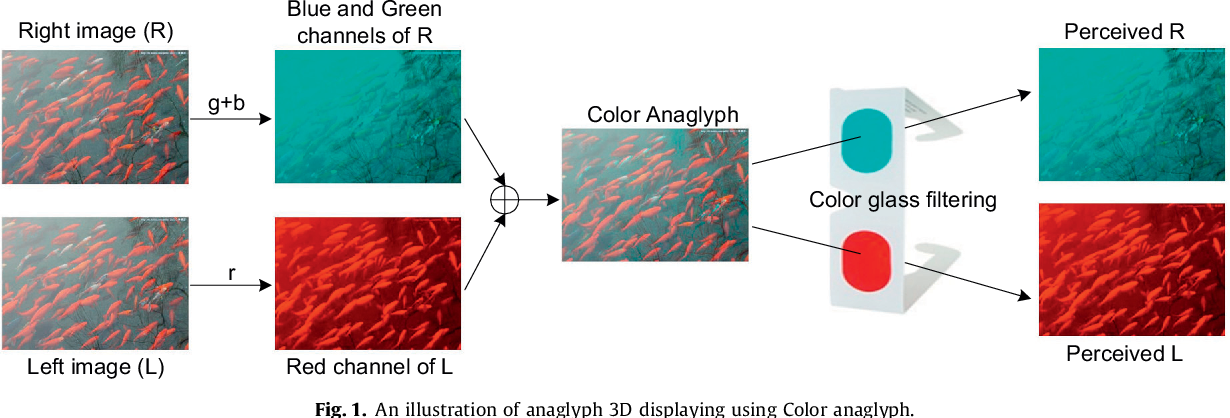 Right image (R)
g+b
Blue and Green
channels of R
Color Anaglyph
Perceived R
Color glass filtering
Left image (L)
r
Red channel of L
Perceived L
Fig. 1. An illustration of anaglyph 3D displaying using Color anaglyph.